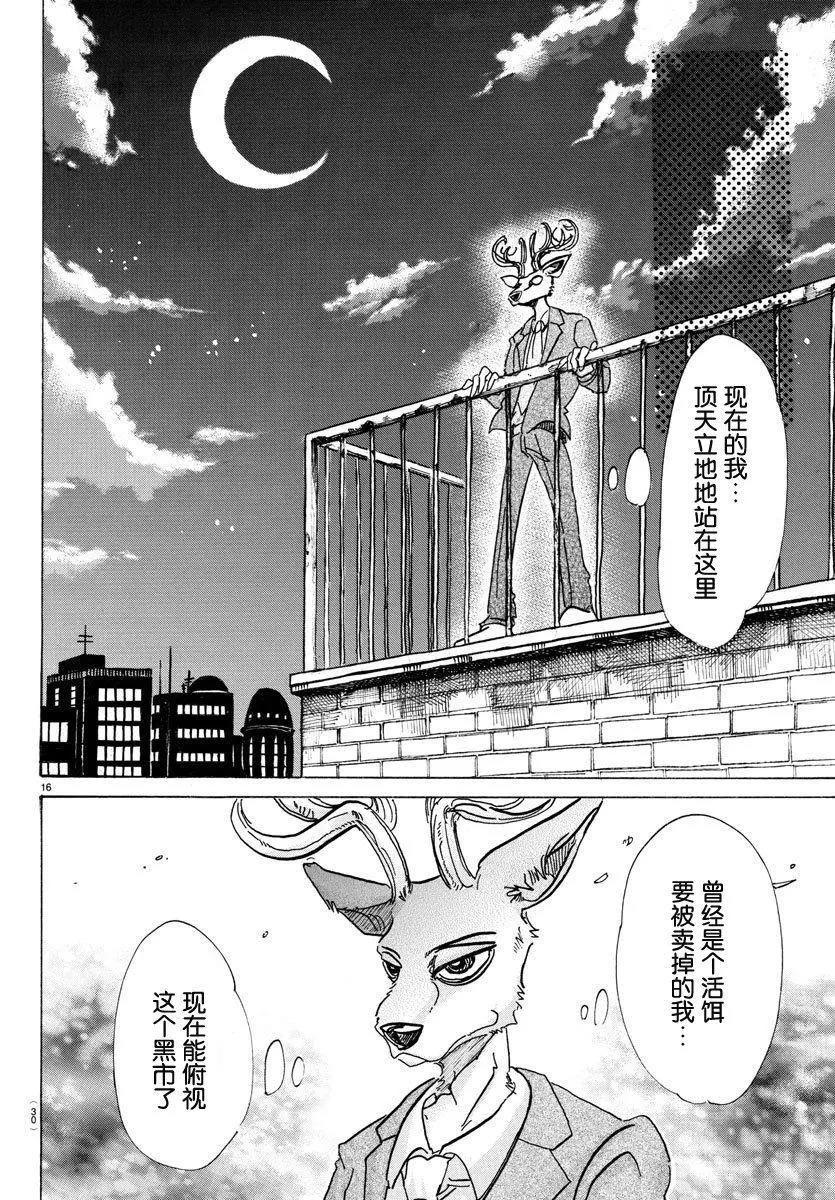 现在的我…
顶天立地地站在这里
16
曾经是个活饵
要被卖掉的我…
现在能俯视
这个黑市了
(30)